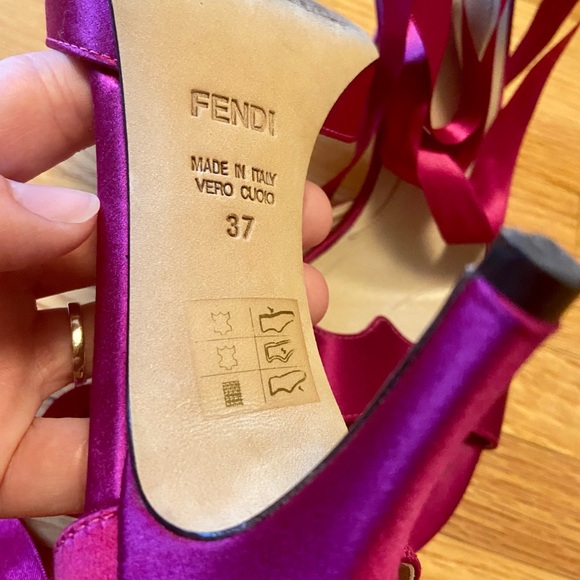 FENDI
MADE IN ITALY
VERO CUOIO
37